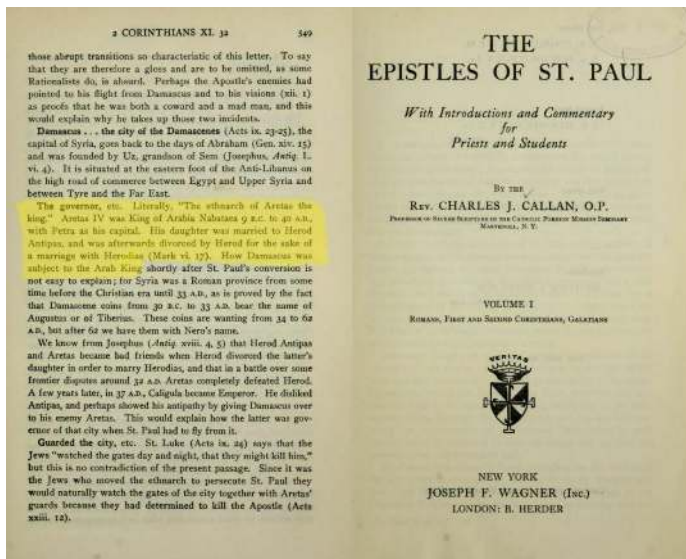 2 CORINTHIANS XI. 32 549
those abrupt transitions so characteristic of this letter. To say
that they are therefore a gloss and are to be omitted, as some
Rationalists do, is absurd. Perhaps the Apostle's enemies had
pointed to his flight from Damascus and to his visions (xii. 1)
as proofs that he was both a coward and a mad man, and this
would explain why he takes up those two incidents.
Damascus . . . the city of the Damascenes (Acts ix. 23-25), the
capital of Syria, goes back to the days of Abraham (Gen. xiv. 15)
and was founded by Uz, grandson of Sem (Josephus, Antiq. I.
vi. 4). It is situated at the eastern foot of the Anti-Libanus on
the high road of commerce between Egypt and Upper Syria and
between Tyre and the Far East.
The governor, etc. Literally, "The ethnarch of Aretas the
king." Aretas IV was King of Arabia Nabataea 9 B.C. to 40 A.D.,
with Petra as his capital. His daughter was married to Herod
Antipas, and was afterwards divorced by Herod for the sake of
a marriage with Herodias (Mark vi. 17). How Damascus was
subject to the Arab King shortly after St. Paul's conversion is
not easy to explain; for Syria was a Roman province from some
time before the Christian era until 33 A.D., as is proved by the fact
that Damascene coins from 30 B.C. to 33 A.D. bear the name of
Augustus or of Tiberius. These coins are wanting from 34 to 62
A.D., but after 62 we have them with Nero's name.
We know from Josephus (Antiq. xviii. 4, 5) that Herod Antipas
and Aretas became bad friends when Herod divorced the latter's
daughter in order to marry Herodias, and that in a battle over some
frontier disputes around 32 A.D. Aretas completely defeated Herod.
A few years later, in 37 A.D., Caligula became Emperor. He disliked
Antipas, and perhaps showed his antipathy by giving Damascus over
to his enemy Aretas. This would explain how the latter was gov-
ernor of that city when St. Paul had to fly from it.
Guarded the city, etc. St. Luke (Acts ix. 24) says that the
Jews "watched the gates day and night, that they might kill him,"
but this is no contradiction of the present passage. Since it was
the Jews who moved the ethnarch to persecute St. Paul they
would naturally watch the gates of the city together with Aretas'
guards because they had determined to kill the Apostle (Acts
xxiii. 12).
THE
EPISTLES OF ST. PAUL
With Introductions and Commentary
for
Priests and Students
BY THE
REV. CHARLES J. CALLAN, O.P.
PROFESSOR OF SACRED SCRIPTURE IN THE CATHOLIC FOREIGN MISSION SEMINARY
MARYKNOLL, N. Y.
VOLUME I
ROMANS, FIRST AND SECOND CORINTHIANS, GALATIANS
VERITAS
NEW YORK
JOSEPH F. WAGNER (INC.)
LONDON: B. HERDER